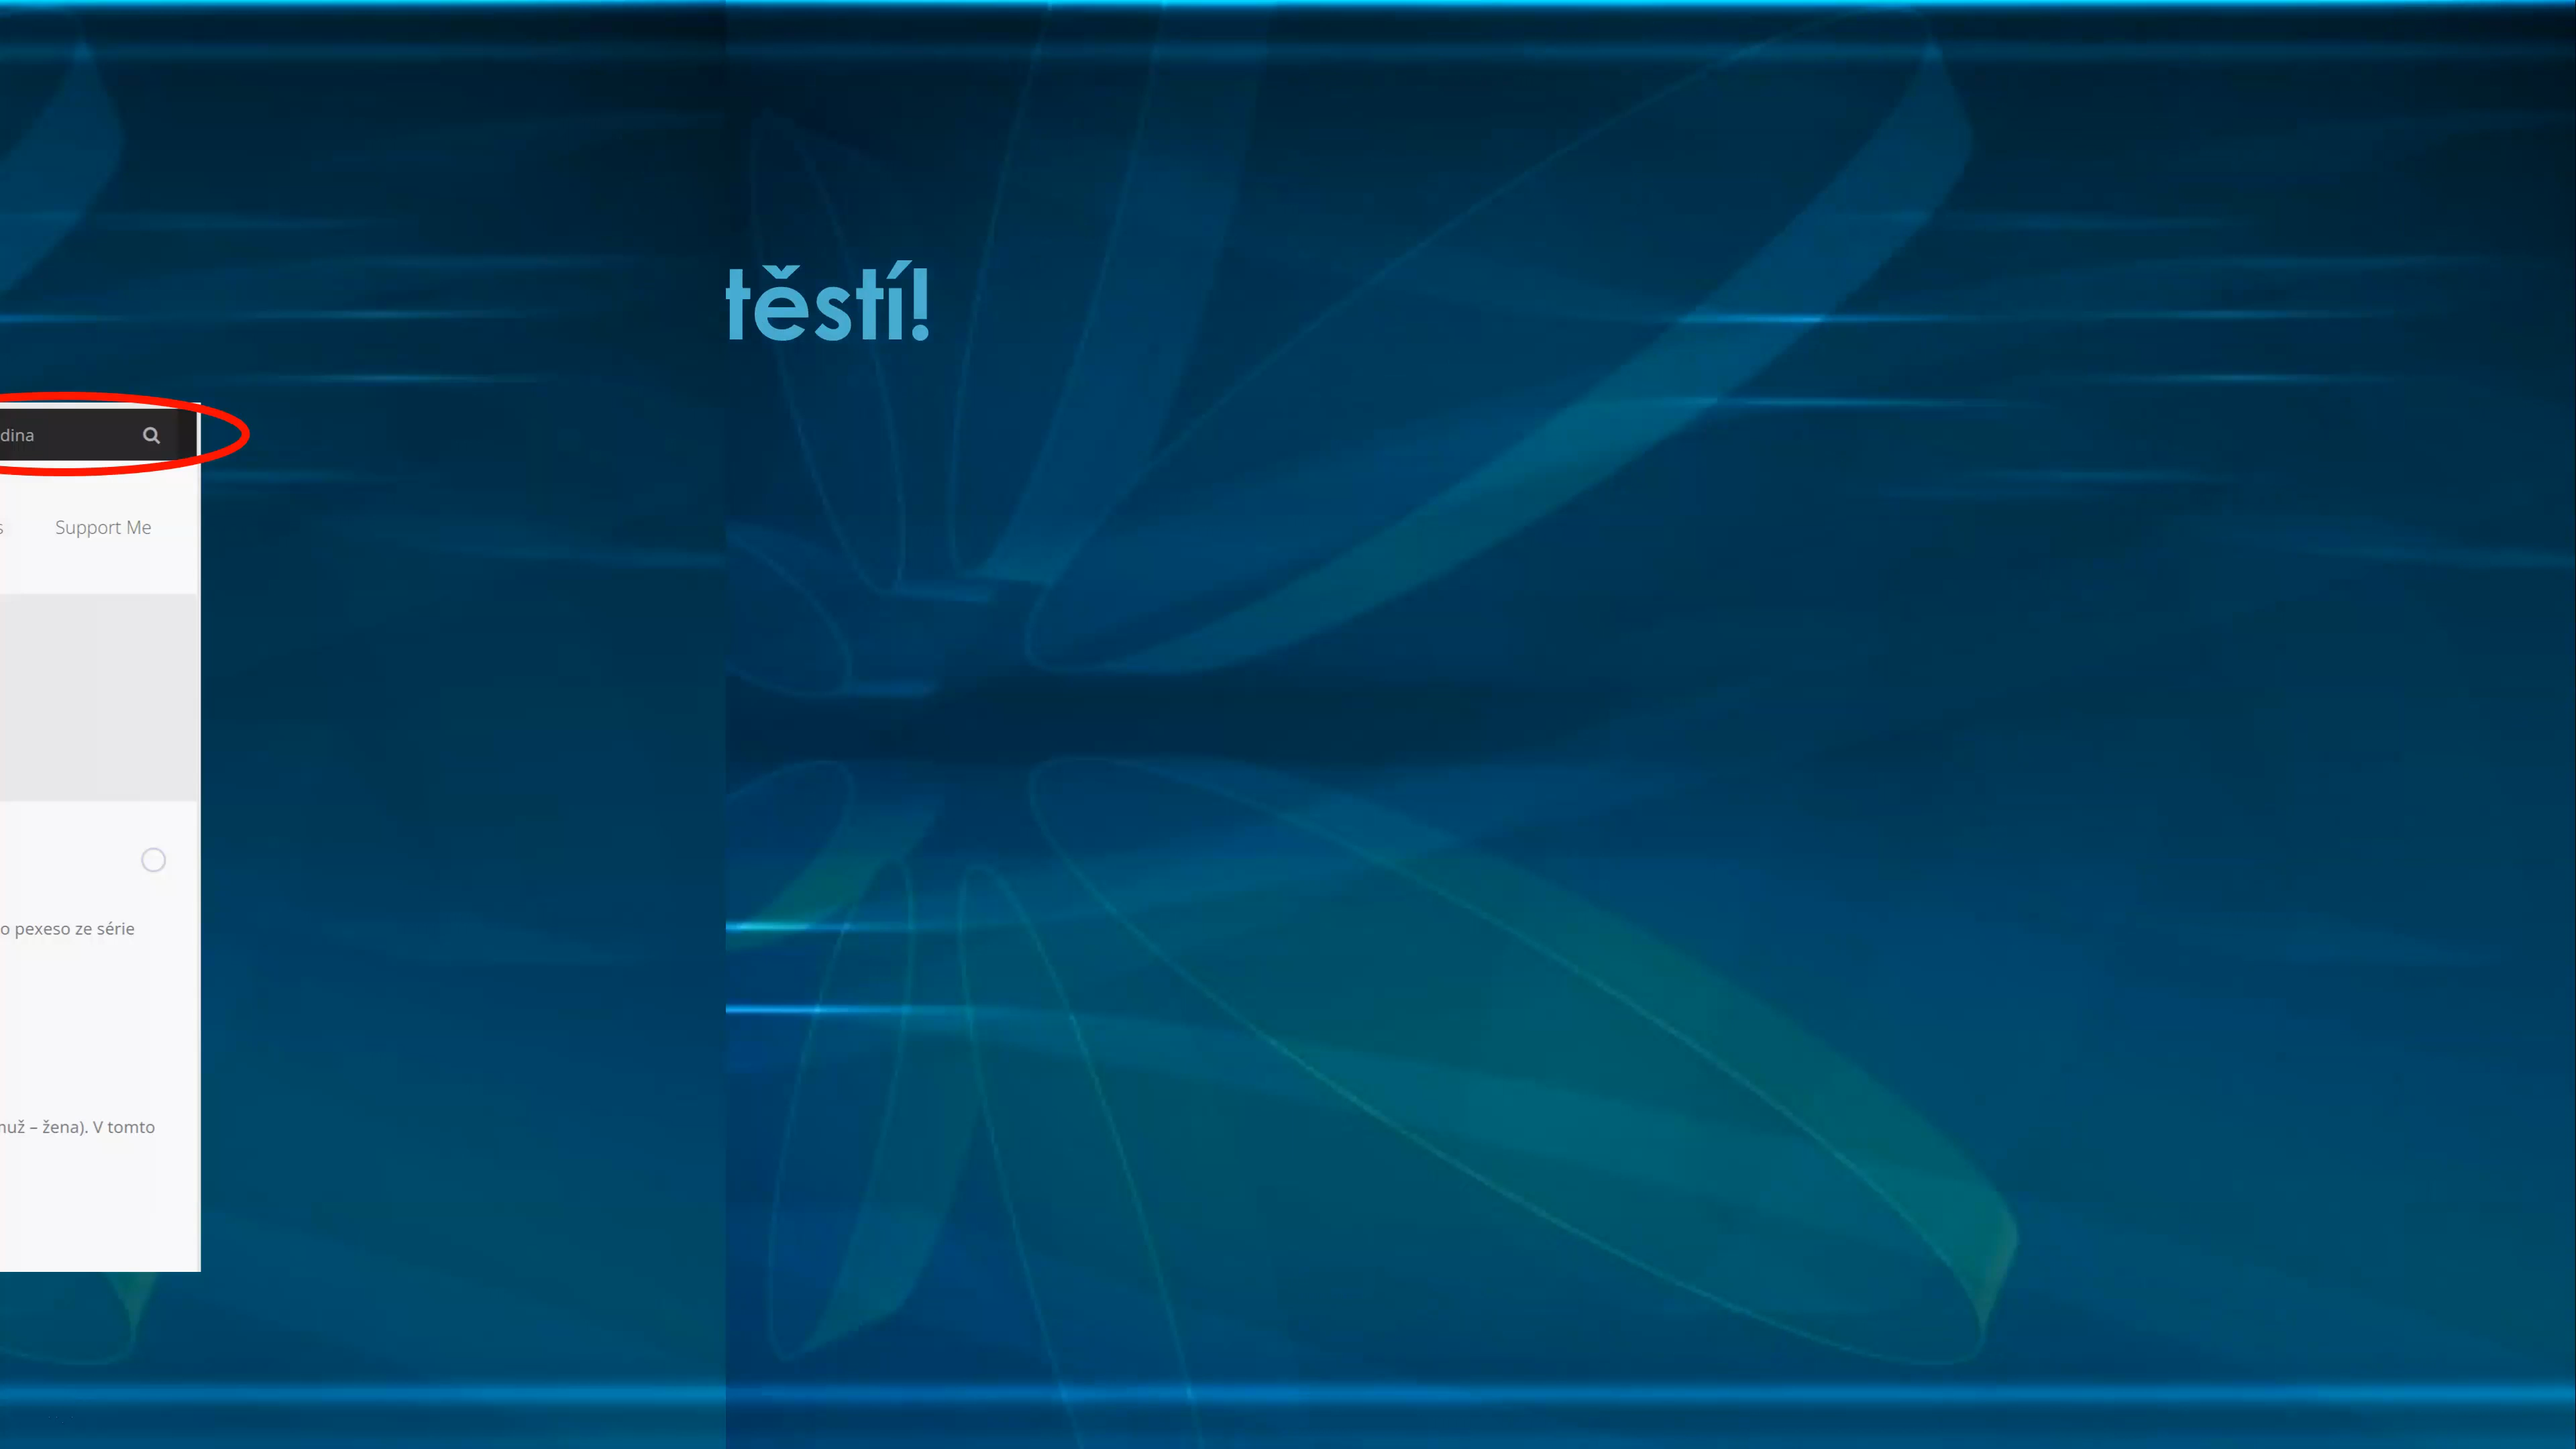 těstí!
dina
s Support Me
o pexeso ze série
muž – žena). V tomto